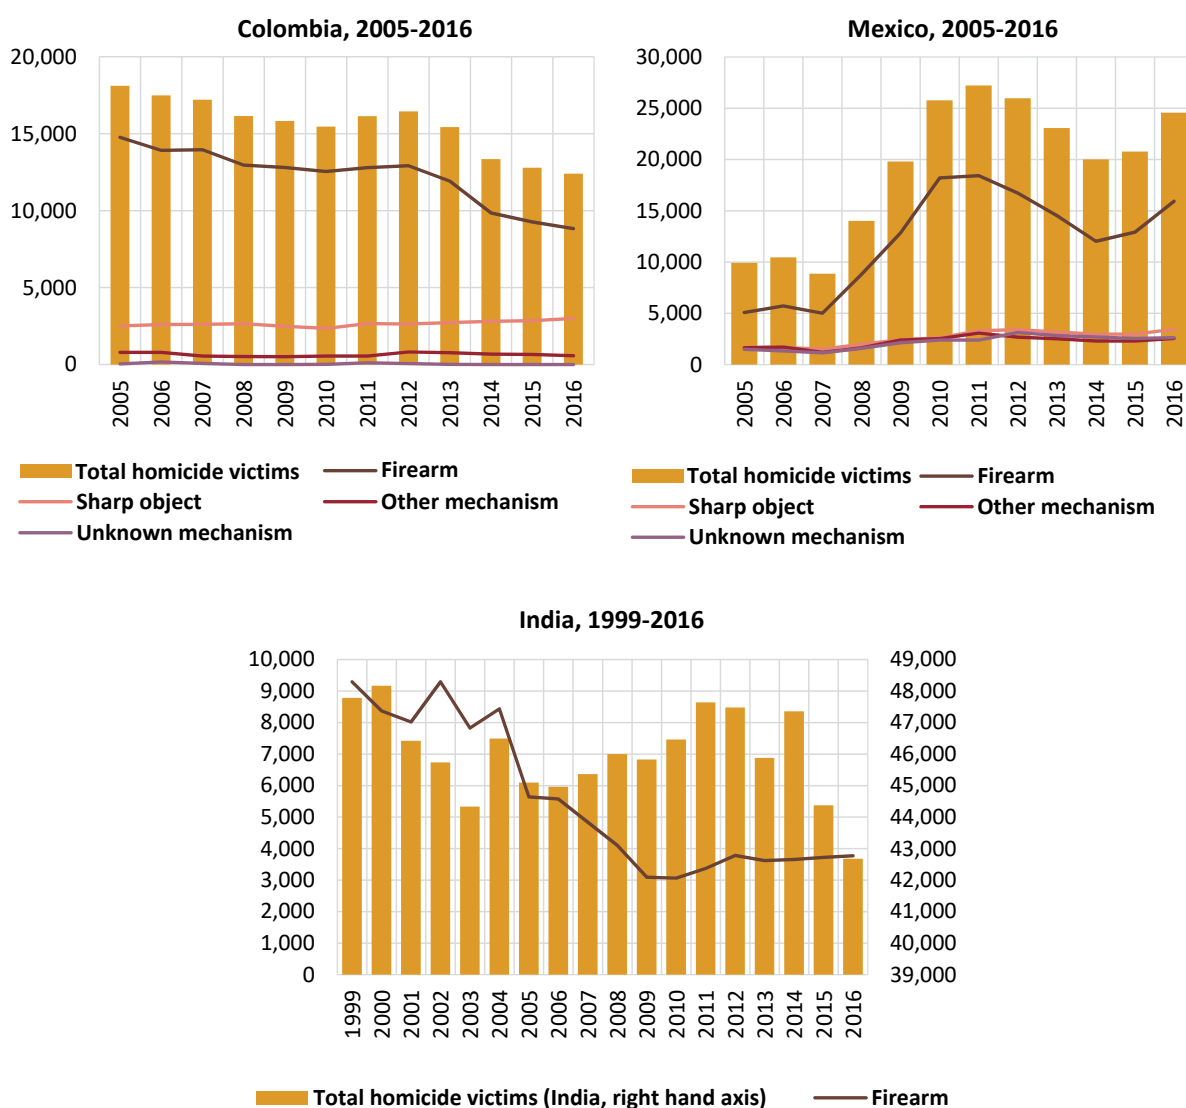 Colombia, 2005-2016
20,000
15,000
10,000
5,000
0
2005 2006 2007 2008 2009 2010 2011 2012 2013 2014 2015 2016
Total homicide victims Firearm
Sharp object Other mechanism
Unknown mechanism
Mexico, 2005-2016
30,000
25,000
20,000
15,000
10,000
5,000
0
2005 2006 2007 2008 2009 2010 2011 2012 2013 2014 2015 2016
Total homicide victims Firearm
Sharp object Other mechanism
Unknown mechanism
India, 1999-2016
10,000 49,000
9,000 48,000
8,000 47,000
7,000 46,000
6,000 45,000
5,000 44,000
4,000 43,000
3,000 42,000
2,000 41,000
1,000 40,000
0 39,000
1999 2000 2001 2002 2003 2004 2005 2006 2007 2008 2009 2010 2011 2012 2013 2014 2015 2016
Total homicide victims (India, right hand axis) Firearm